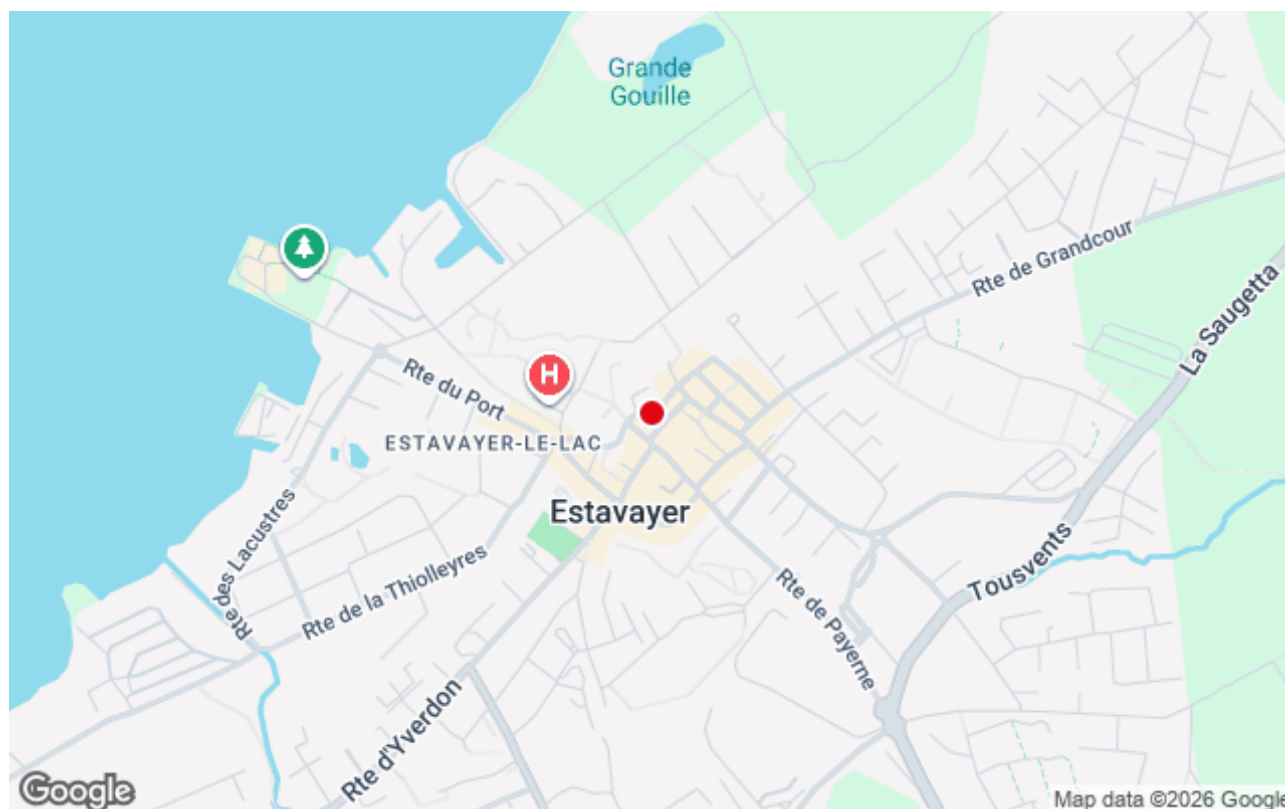 Grande
Gouille
Rte de Grandcour
La Saugetta
H
Rte du Port
ESTAVAYER-LE-LAC
Estavayer
Rte des Lacustres
Rte de la Thiolleyres
Tousvents
Rte de Payerne
Rte d'Yverdon
Google
Map data ©2026 Google